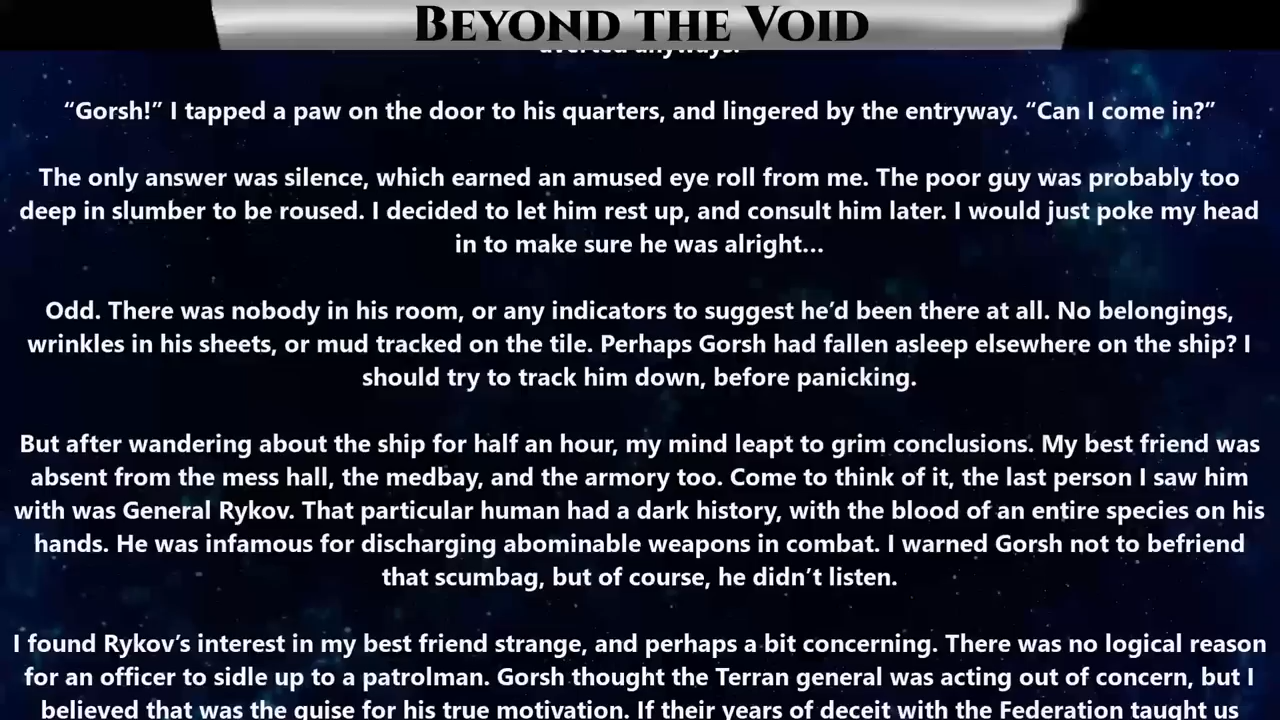 BEYOND THE VOID
averted anyways.
“Gorsh!” I tapped a paw on the door to his quarters, and lingered by the entryway. “Can I come in?”
The only answer was silence, which earned an amused eye roll from me. The poor guy was probably too
deep in slumber to be roused. I decided to let him rest up, and consult him later. I would just poke my head
in to make sure he was alright…
Odd. There was nobody in his room, or any indicators to suggest he’d been there at all. No belongings,
wrinkles in his sheets, or mud tracked on the tile. Perhaps Gorsh had fallen asleep elsewhere on the ship? I
should try to track him down, before panicking.
But after wandering about the ship for half an hour, my mind leapt to grim conclusions. My best friend was
absent from the mess hall, the medbay, and the armory too. Come to think of it, the last person I saw him
with was General Rykov. That particular human had a dark history, with the blood of an entire species on his
hands. He was infamous for discharging abominable weapons in combat. I warned Gorsh not to befriend
that scumbag, but of course, he didn’t listen.
I found Rykov’s interest in my best friend strange, and perhaps a bit concerning. There was no logical reason
for an officer to sidle up to a patrolman. Gorsh thought the Terran general was acting out of concern, but I
believed that was the guise for his true motivation. If their years of deceit with the Federation taught us